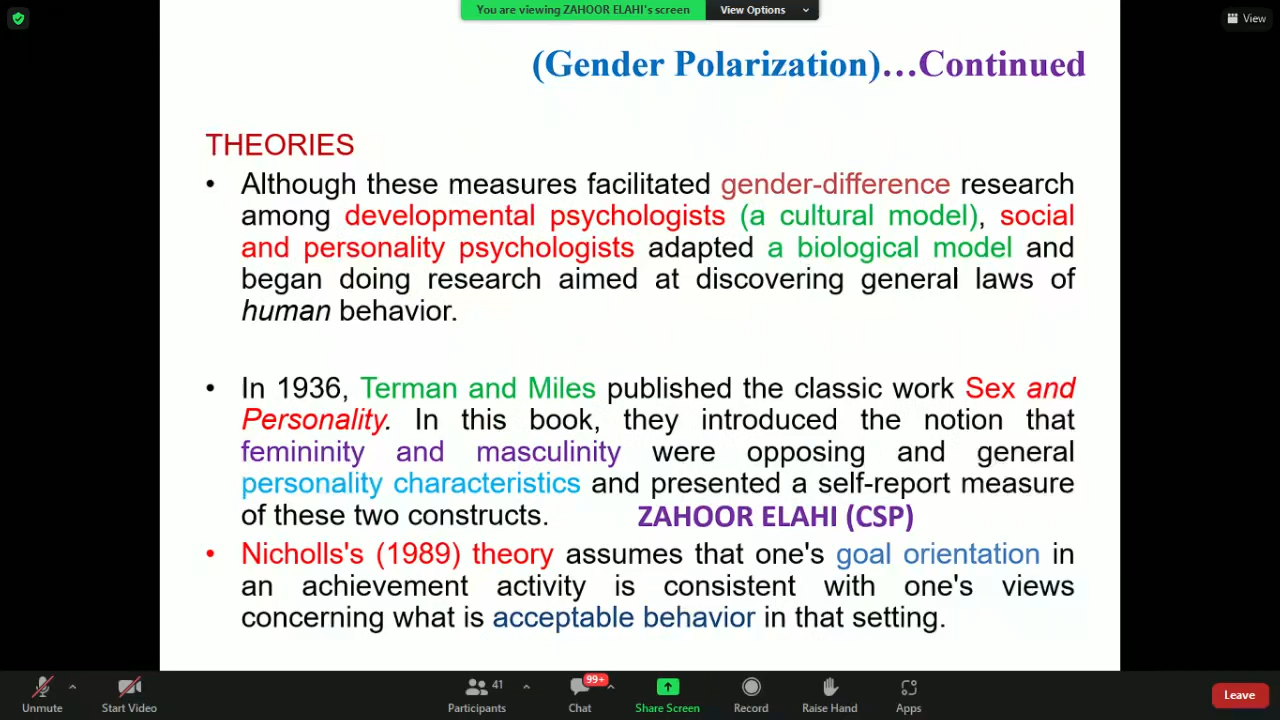 You are viewing ZAHOOR ELAHI's screen
View Options
View
(Gender Polarization)…Continued
THEORIES
• Although these measures facilitated gender-difference research
among developmental psychologists (a cultural model), social
and personality psychologists adapted a biological model and
began doing research aimed at discovering general laws of
human behavior.
• In 1936, Terman and Miles published the classic work Sex and
Personality. In this book, they introduced the notion that
femininity and masculinity were opposing and general
personality characteristics and presented a self-report measure
of these two constructs.
ZAHOOR ELAHI (CSP)
• Nicholls's (1989) theory assumes that one's goal orientation in
an achievement activity is consistent with one's views
concerning what is acceptable behavior in that setting.
Unmute
Start Video
Participants
41
Chat
99+
Share Screen
Record
Raise Hand
Apps
Leave